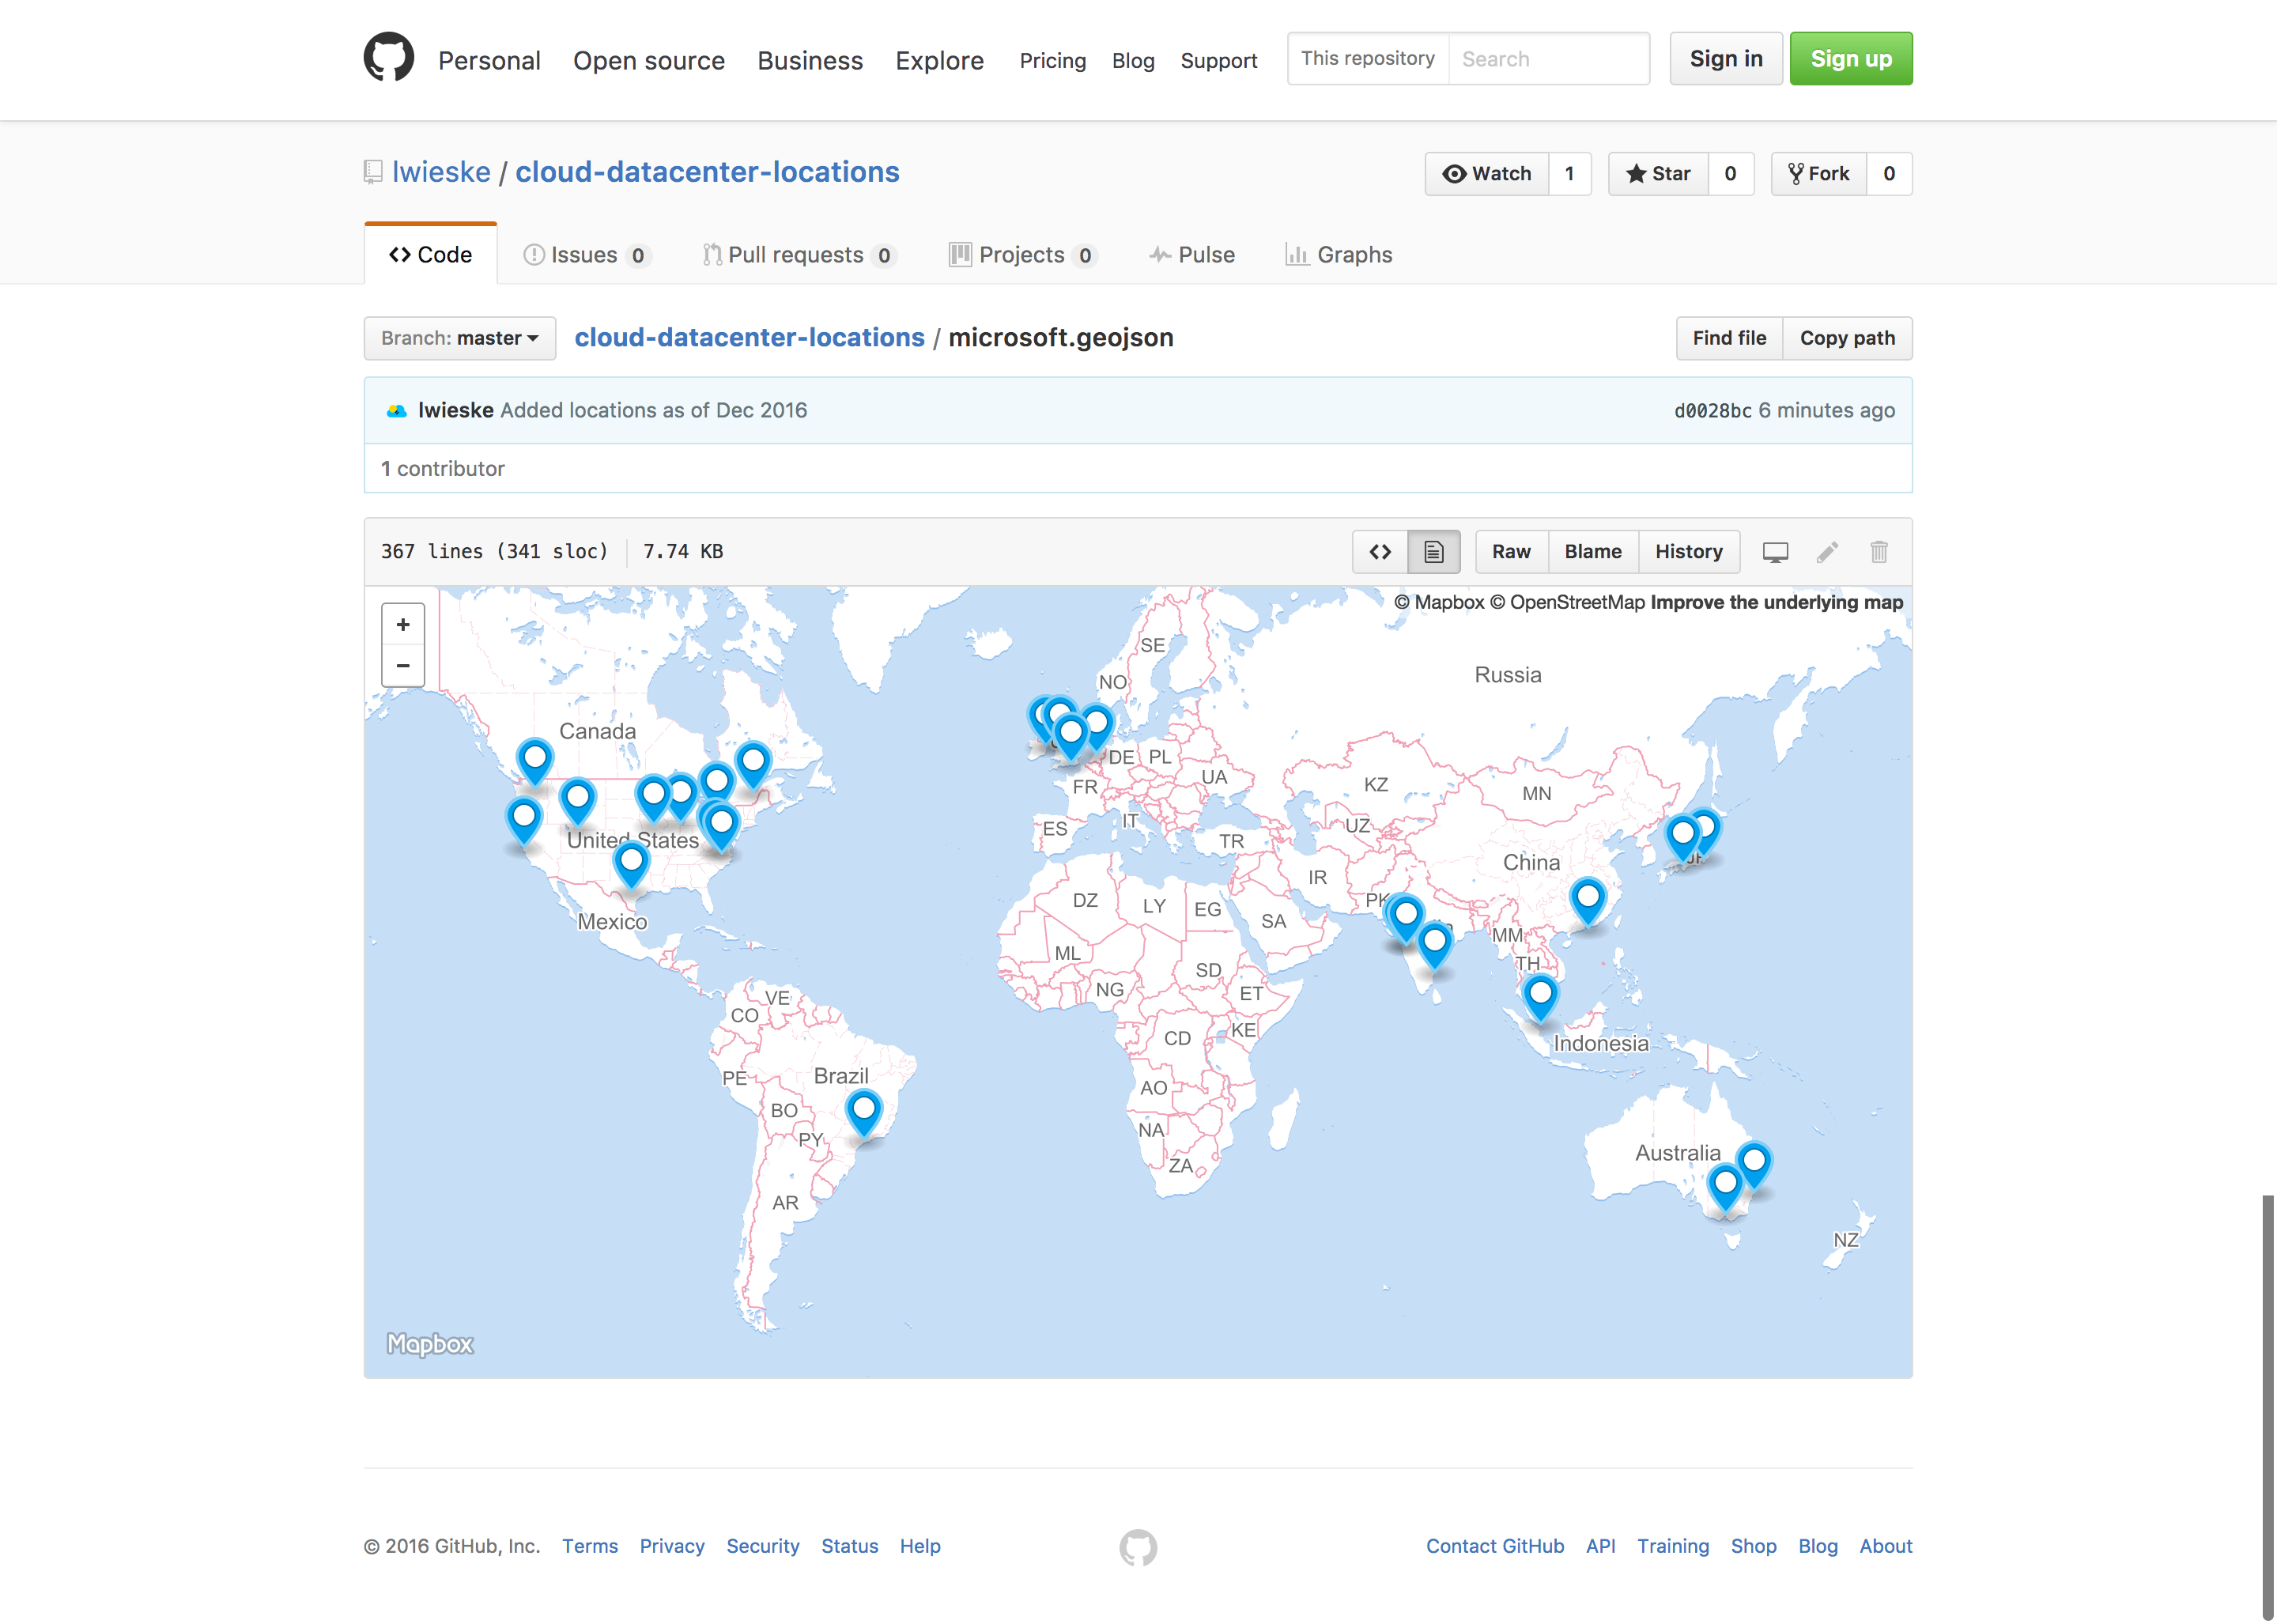 Personal Open source Business Explore Pricing Blog Support This repository Search Sign in Sign up
lwieske / cloud-datacenter-locations Watch 1 Star 0 Fork 0
Code Issues 0 Pull requests 0 Projects 0 Pulse Graphs
Branch: master cloud-datacenter-locations / microsoft.geojson Find file Copy path
lwieske Added locations as of Dec 2016 d0028bc 6 minutes ago
1 contributor
367 lines (341 sloc) 7.74 KB <> Raw Blame History
© Mapbox © OpenStreetMap Improve the underlying map
+
−
SE
Russia
NO
Canada
DE PL
UA
FR
KZ
MN
ES
IT
UZ
TR
United States
China
IR
DZ
LY
EG
PK
SA
Mexico
MM
ML
TH
SD
NG
ET
VE
CO
KE
CD
Indonesia
PE
Brazil
AO
BO
NA
PY
Australia
ZA
AR
NZ
Mapbox
© 2016 GitHub, Inc. Terms Privacy Security Status Help Contact GitHub API Training Shop Blog About